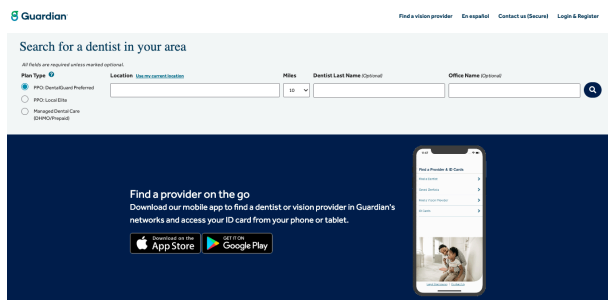 Guardian
Find a vision provider En español Contact us (Secure) Login & Register
Search for a dentist in your area
All fields are required unless marked optional.
Plan Type ? Location Use my current location Miles Dentist Last Name (Optional) Office Name (Optional)
PPO: DentalGuard Preferred
10
PPO: Local Elite
Managed Dental Care
(DHMO/Prepaid)
Find a provider on the go
Download our mobile app to find a dentist or vision provider in Guardian's
networks and access your ID card from your phone or tablet.
Download on the
App Store
GET IT ON
Google Play
Find a Provider & ID Cards
ID Cards